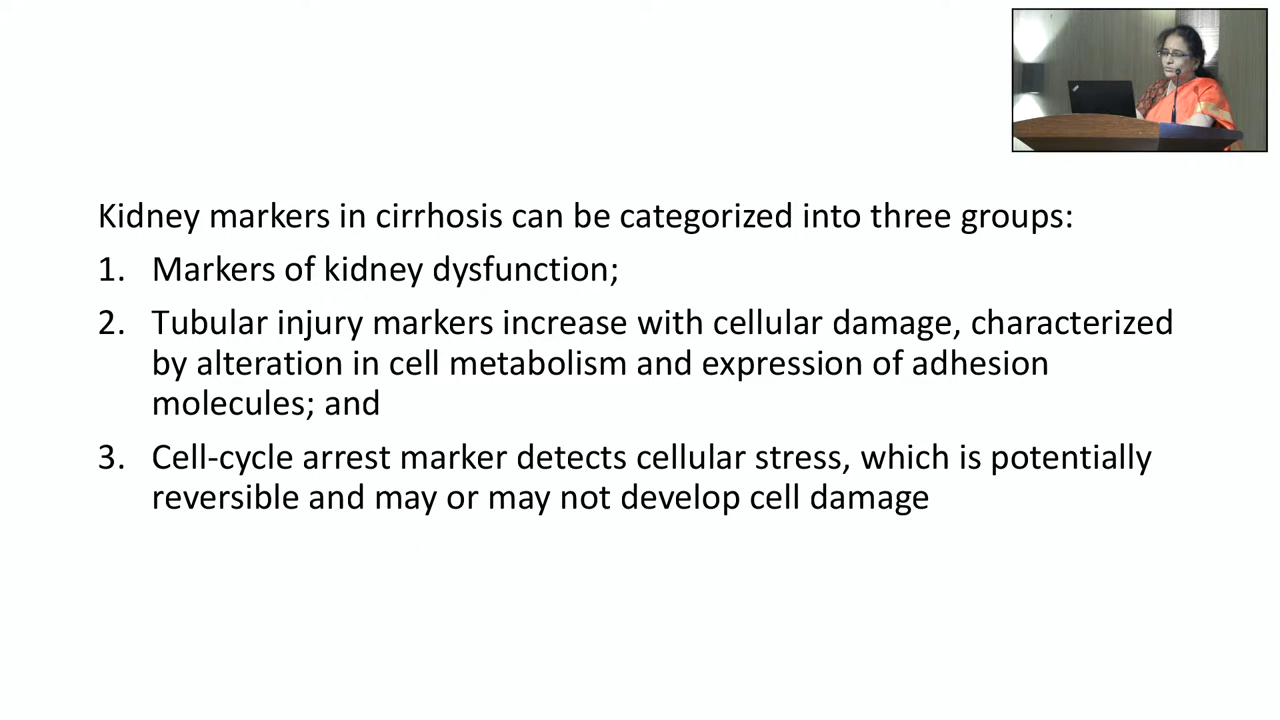 Kidney markers in cirrhosis can be categorized into three groups:
1. Markers of kidney dysfunction;
2. Tubular injury markers increase with cellular damage, characterized
by alteration in cell metabolism and expression of adhesion
molecules; and
3. Cell-cycle arrest marker detects cellular stress, which is potentially
reversible and may or may not develop cell damage